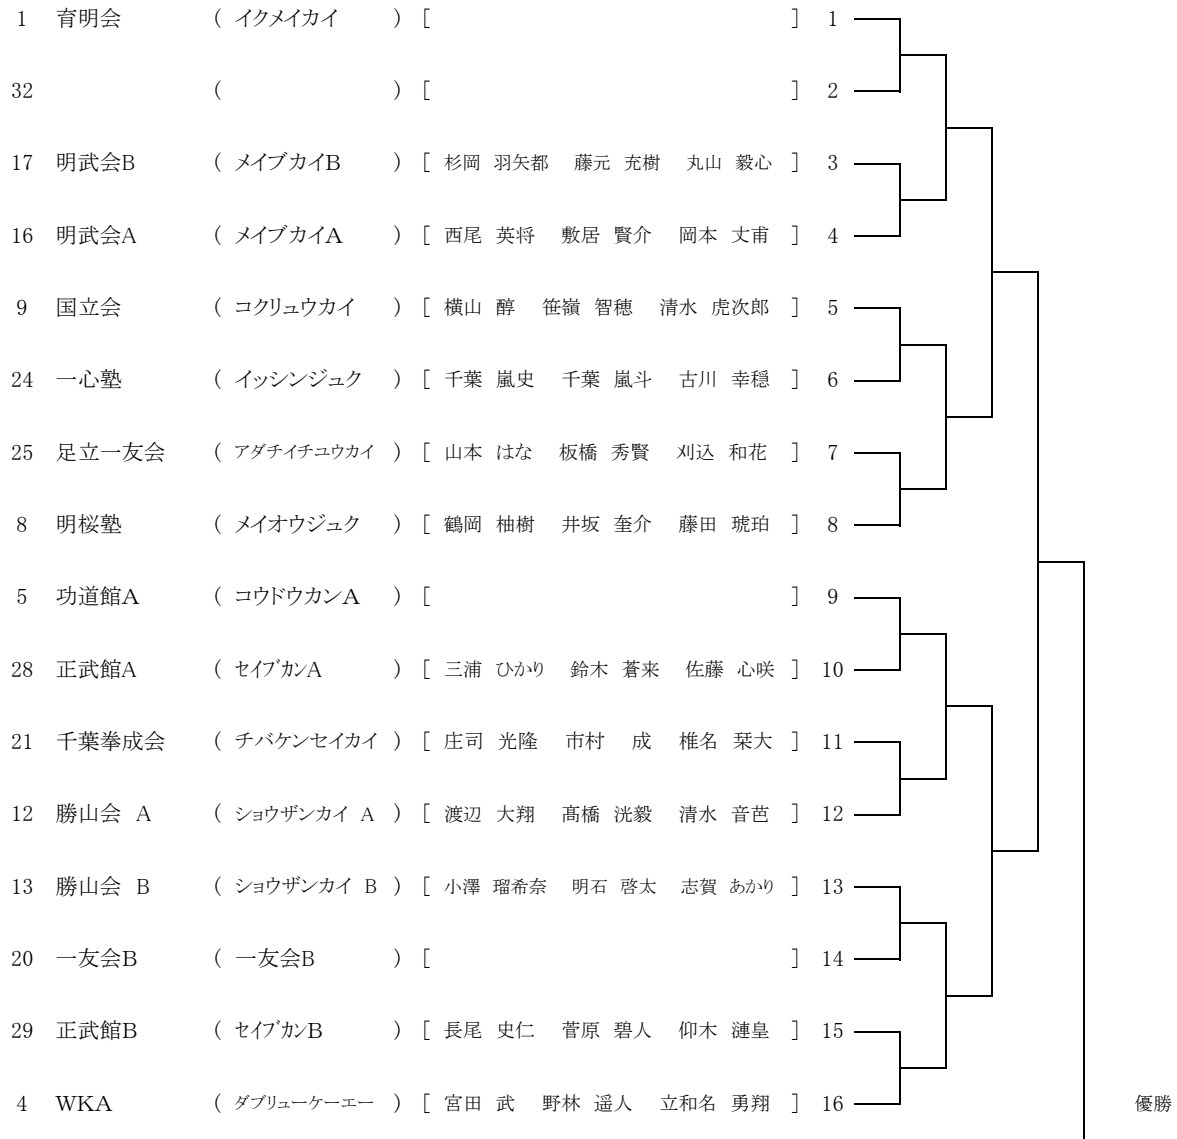 1 育明会 ( イクメイカイ ) [ ] 1
32 ( ) [ ] 2
17 明武会B ( メイブカイB ) [ 杉岡 羽矢都 藤元 充樹 丸山 毅心 ] 3
16 明武会A ( メイブカイA ) [ 西尾 英将 敷居 賢介 岡本 丈甫 ] 4
9 国立会 ( コクリュウカイ ) [ 横山 醇 笹嶺 智穂 清水 虎次郎 ] 5
24 一心塾 ( イッシンジュク ) [ 千葉 嵐史 千葉 嵐斗 古川 幸穏 ] 6
25 足立一友会 ( アダチイチユウカイ ) [ 山本 はな 板橋 秀賢 刈込 和花 ] 7
8 明桜塾 ( メイオウジュク ) [ 鶴岡 柚樹 井坂 奎介 藤田 琥珀 ] 8
5 功道館A ( コウドウカンA ) [ ] 9
28 正武館A ( セイブカンA ) [ 三浦 ひかり 鈴木 蒼来 佐藤 心咲 ] 10
21 千葉拳成会 ( チバケンセイカイ ) [ 庄司 光隆 市村 成 椎名 栞大 ] 11
12 勝山会 A ( ショウザンカイ A ) [ 渡辺 大翔 髙橋 洸毅 清水 音芭 ] 12
13 勝山会 B ( ショウザンカイ B ) [ 小澤 瑠希奈 明石 啓太 志賀 あかり ] 13
20 一友会B ( 一友会B ) [ ] 14
29 正武館B ( セイブカンB ) [ 長尾 史仁 菅原 碧人 仰木 漣皇 ] 15
4 WKA ( ダブリューケーエー ) [ 宮田 武 野林 遥人 立和名 勇翔 ] 16
優勝